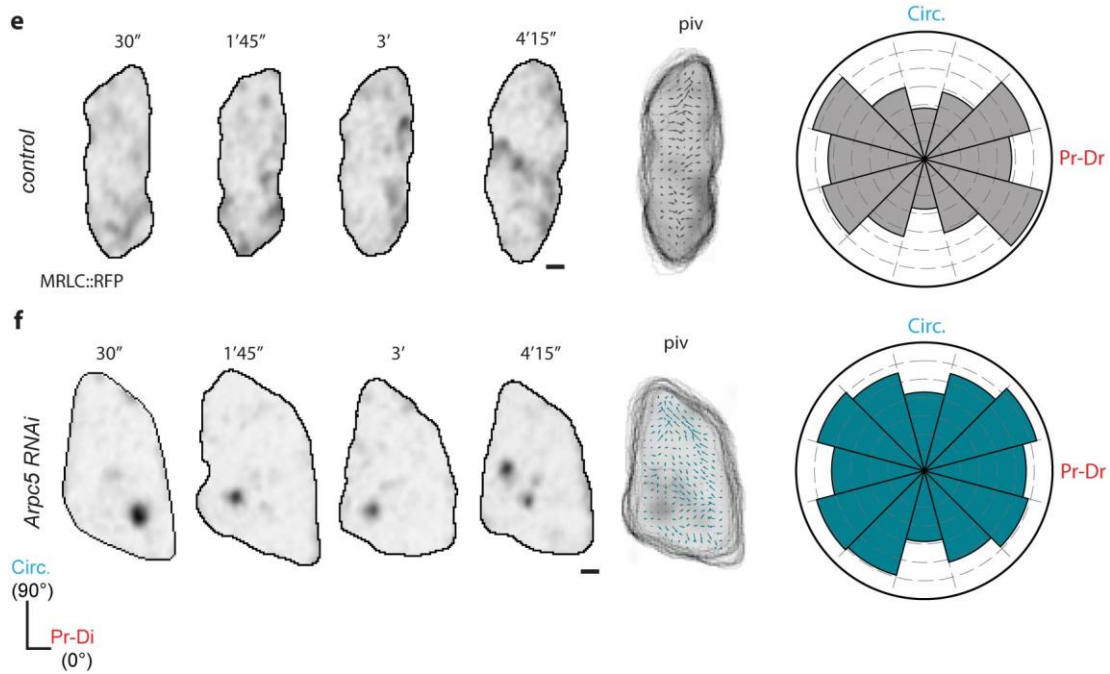 e
30” 1’45” 3’ 4’15” piv
Circ.
control
Pr-Dr
MRLC::RFP
f
30” 1’45” 3’ 4’15” piv
Circ.
Arpc5 RNAi
Pr-Dr
Circ.
(90°)
Pr-Di
(0°)